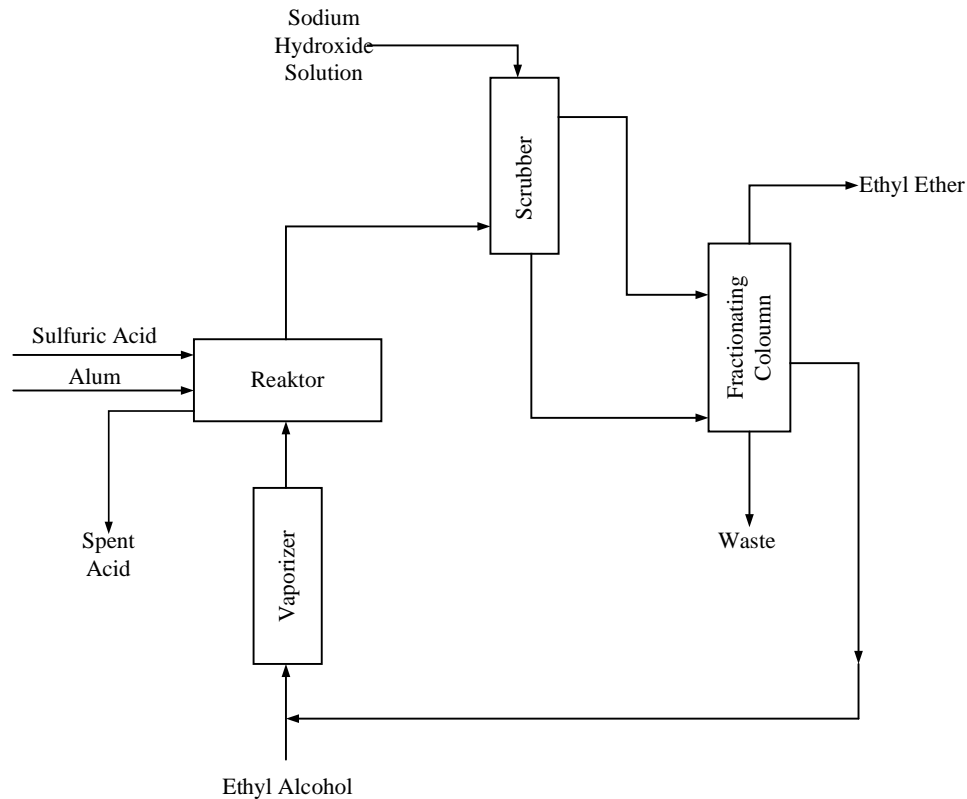 Sodium
Hydroxide
Solution
Scrubber
Ethyl Ether
Fractionating
Coloumn
Sulfuric Acid
Alum
Reaktor
Spent
Acid
Vaporizer
Waste
Ethyl Alcohol